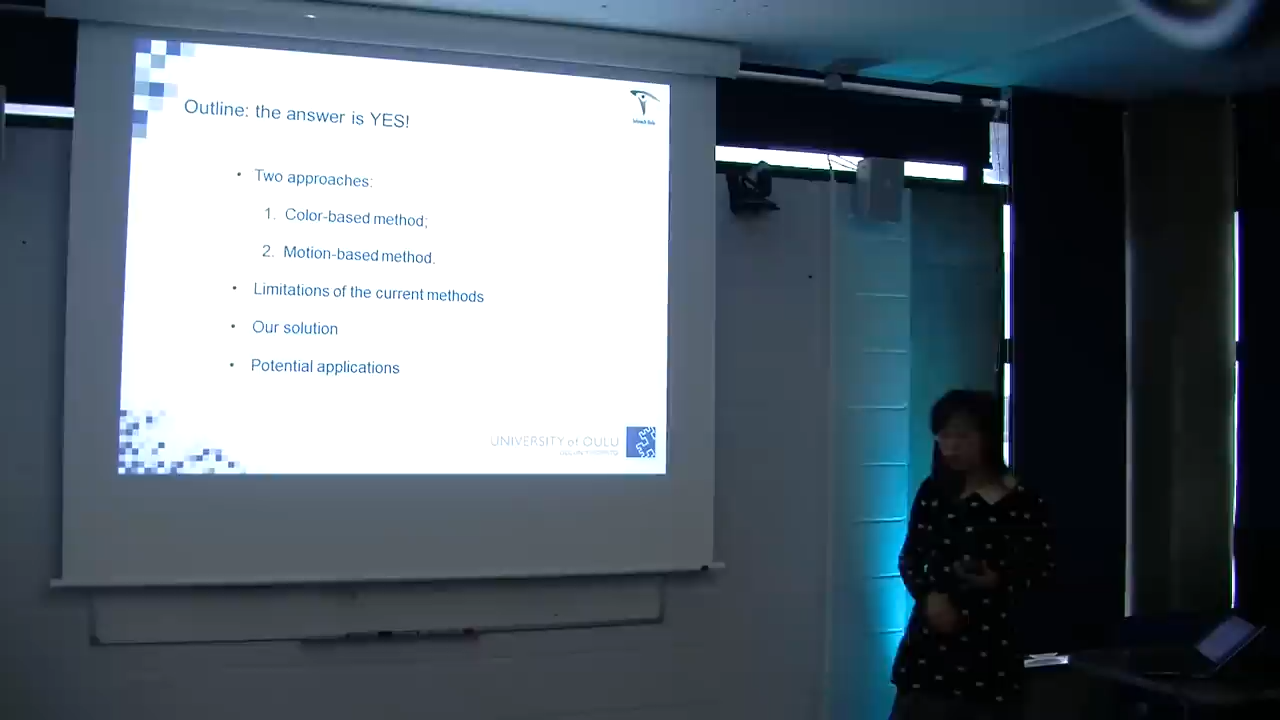 Outline: the answer is YES!
• Two approaches:
1. Color-based method;
2. Motion-based method.
• Limitations of the current methods
• Our solution
• Potential applications
UNIVERSITY of OULU